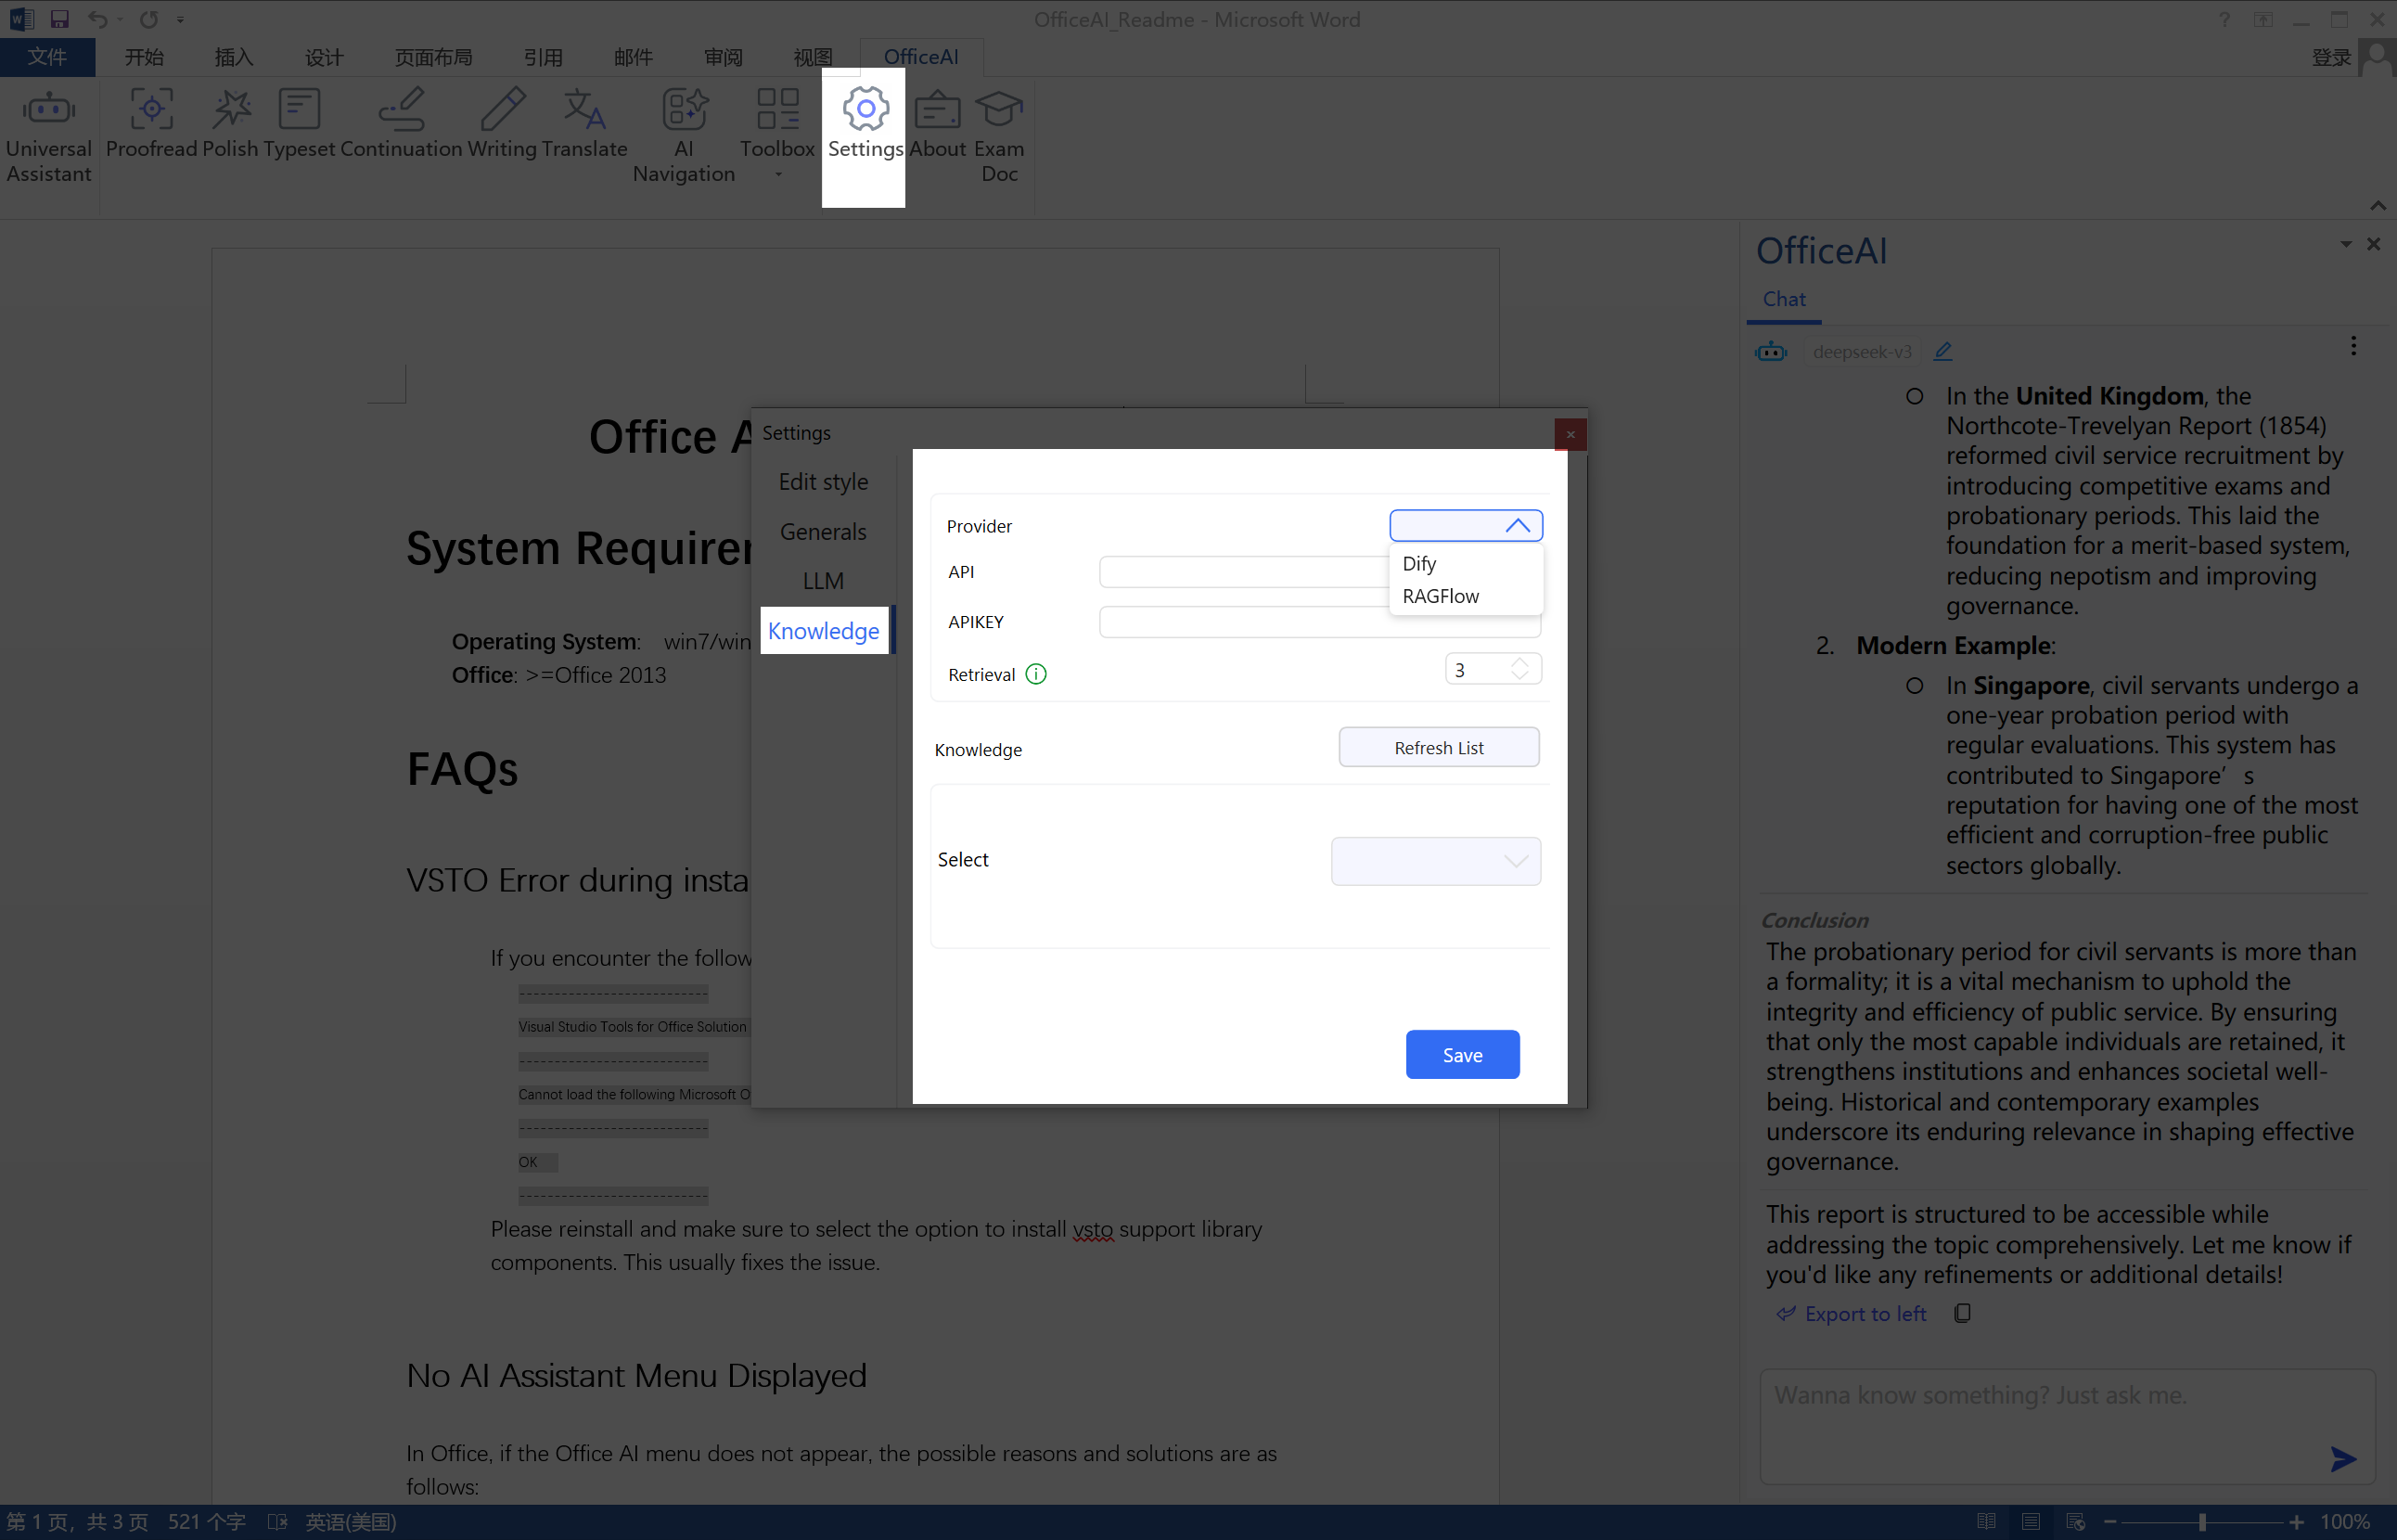 OfficeAI_Readme - Microsoft Word
文件 开始 插入 设计 页面布局 引用 邮件 审阅 视图 OfficeAI 登录
Universal Assistant
Proofread
Polish
Typeset
Continuation
Writing
Translate
AI Navigation
Toolbox
Settings
About
Exam Doc
Office A
System Requirer
Operating System: win7/win
Office: >=Office 2013
FAQs
VSTO Error during insta
If you encounter the follow
---------------------------
Visual Studio Tools for Office Solution
---------------------------
Cannot load the following Microsoft O
---------------------------
OK
---------------------------
Please reinstall and make sure to select the option to install vsto support library
components. This usually fixes the issue.
No AI Assistant Menu Displayed
In Office, if the Office AI menu does not appear, the possible reasons and solutions are as
follows:
Settings
Edit style
Generals
LLM
Knowledge
Provider
Dify
RAGFlow
API
APIKEY
Retrieval 3
Knowledge Refresh List
Select
Save
OfficeAI
Chat
deepseek-v3
In the United Kingdom, the
Northcote-Trevelyan Report (1854)
reformed civil service recruitment by
introducing competitive exams and
probationary periods. This laid the
foundation for a merit-based system,
reducing nepotism and improving
governance.
2. Modern Example:
In Singapore, civil servants undergo a
one-year probation period with
regular evaluations. This system has
contributed to Singapore’s
reputation for having one of the most
efficient and corruption-free public
sectors globally.
Conclusion
The probationary period for civil servants is more than
a formality; it is a vital mechanism to uphold the
integrity and efficiency of public service. By ensuring
that only the most capable individuals are retained, it
strengthens institutions and enhances societal well-
being. Historical and contemporary examples
underscore its enduring relevance in shaping effective
governance.
This report is structured to be accessible while
addressing the topic comprehensively. Let me know if
you'd like any refinements or additional details!
Export to left
Wanna know something? Just ask me.
第 1 页，共 3 页 521 个字 英语(美国) 100%